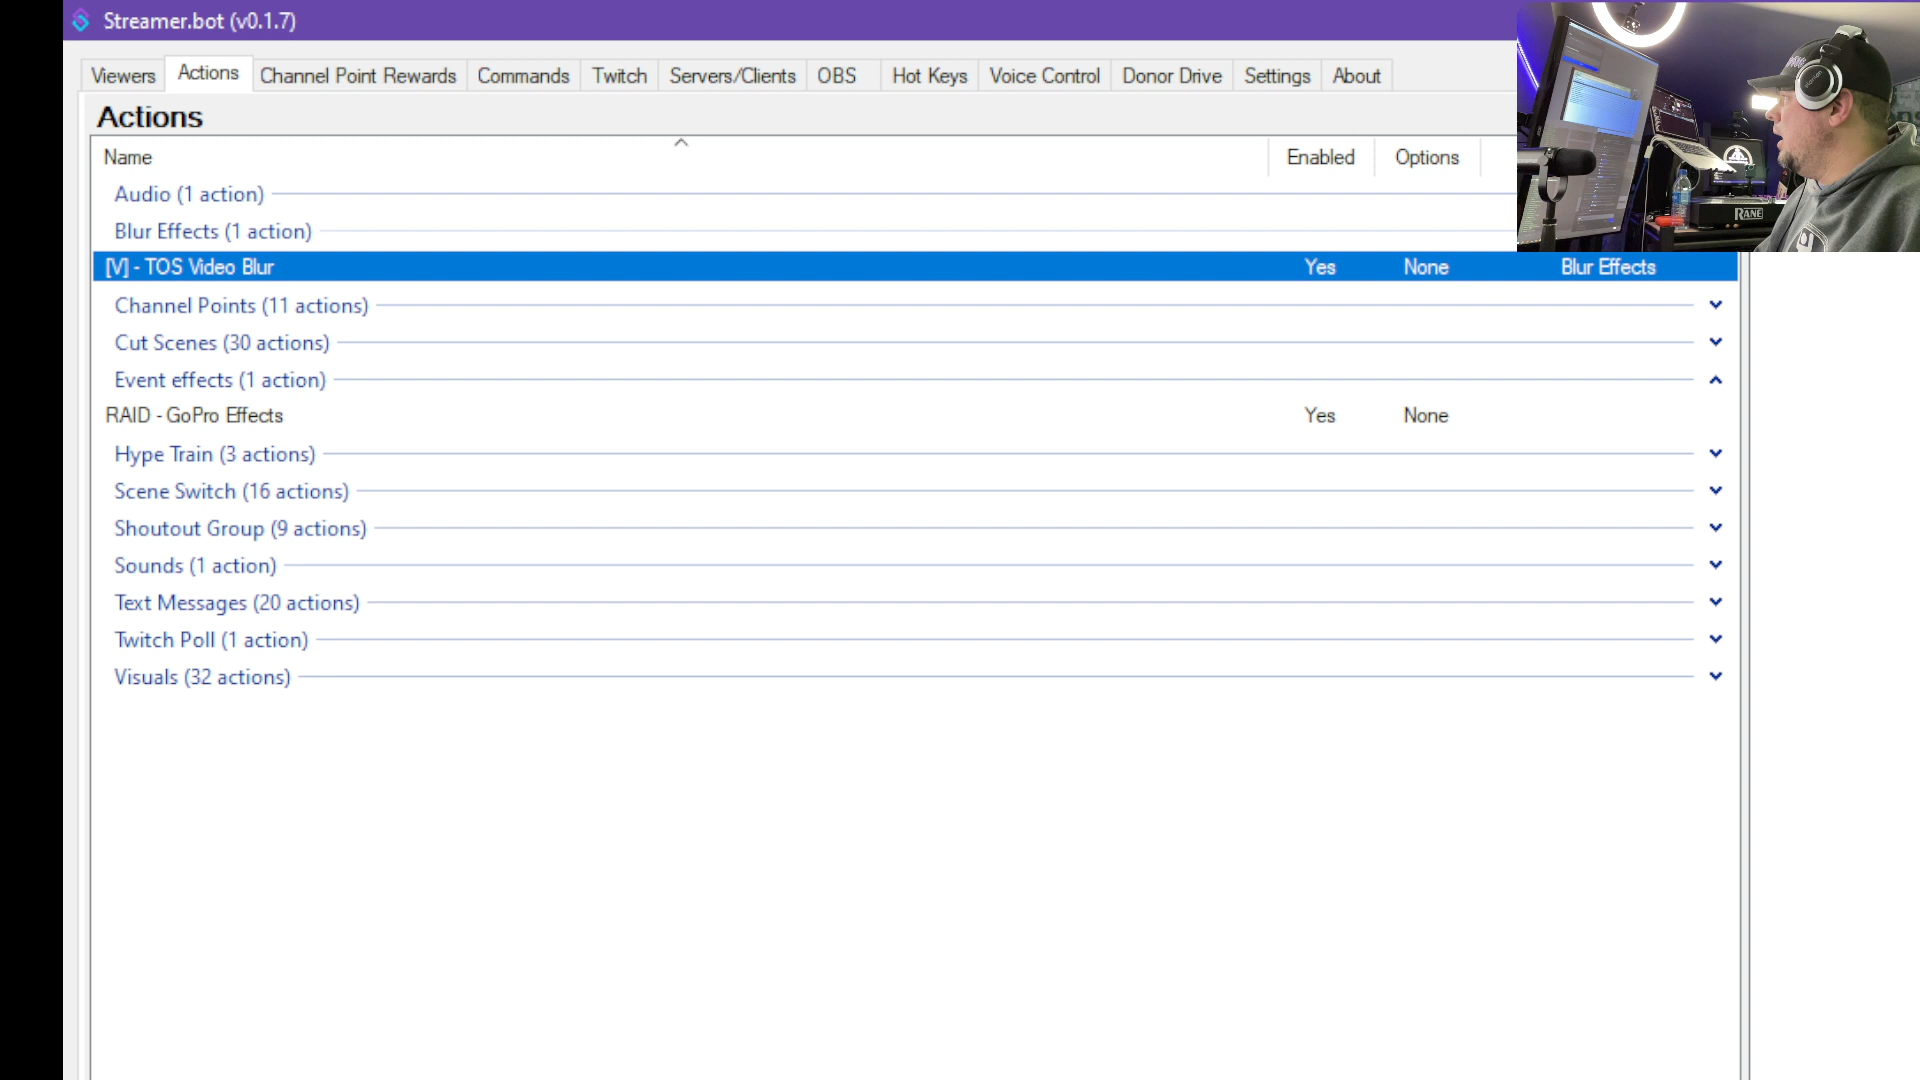 Streamer.bot (v0.1.7)
Viewers Actions Channel Point Rewards Commands Twitch Servers/Clients OBS Hot Keys Voice Control Donor Drive Settings About
Actions
Name Enabled Options
Audio (1 action)
Blur Effects (1 action)
[V] - TOS Video Blur Yes None Blur Effects
Channel Points (11 actions)
Cut Scenes (30 actions)
Event effects (1 action)
RAID - GoPro Effects Yes None
Hype Train (3 actions)
Scene Switch (16 actions)
Shoutout Group (9 actions)
Sounds (1 action)
Text Messages (20 actions)
Twitch Poll (1 action)
Visuals (32 actions)
RANE